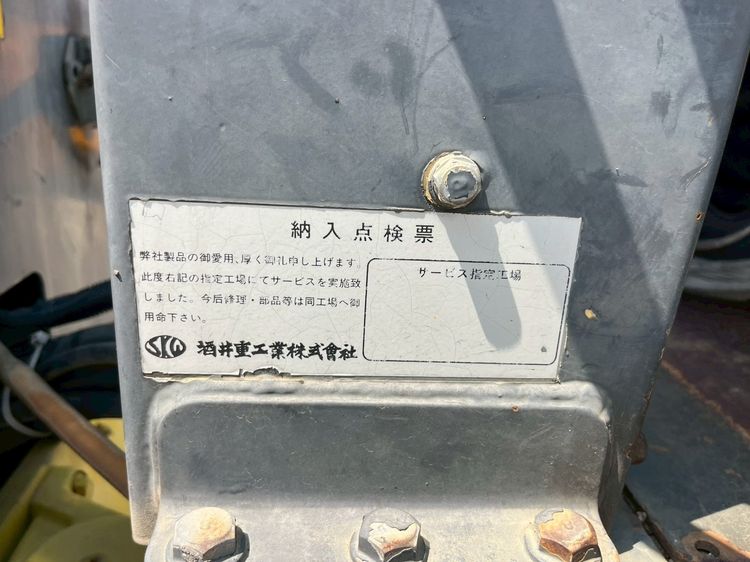 納入点検票
弊社製品の御愛用、厚く御礼申し上げます。
此度右記の指定工場にてサービスを実施致
しました。今后修理・部品等は同工場へ御
用命下さい。
SKW 酒井重工業株式會社
サービス指定工場